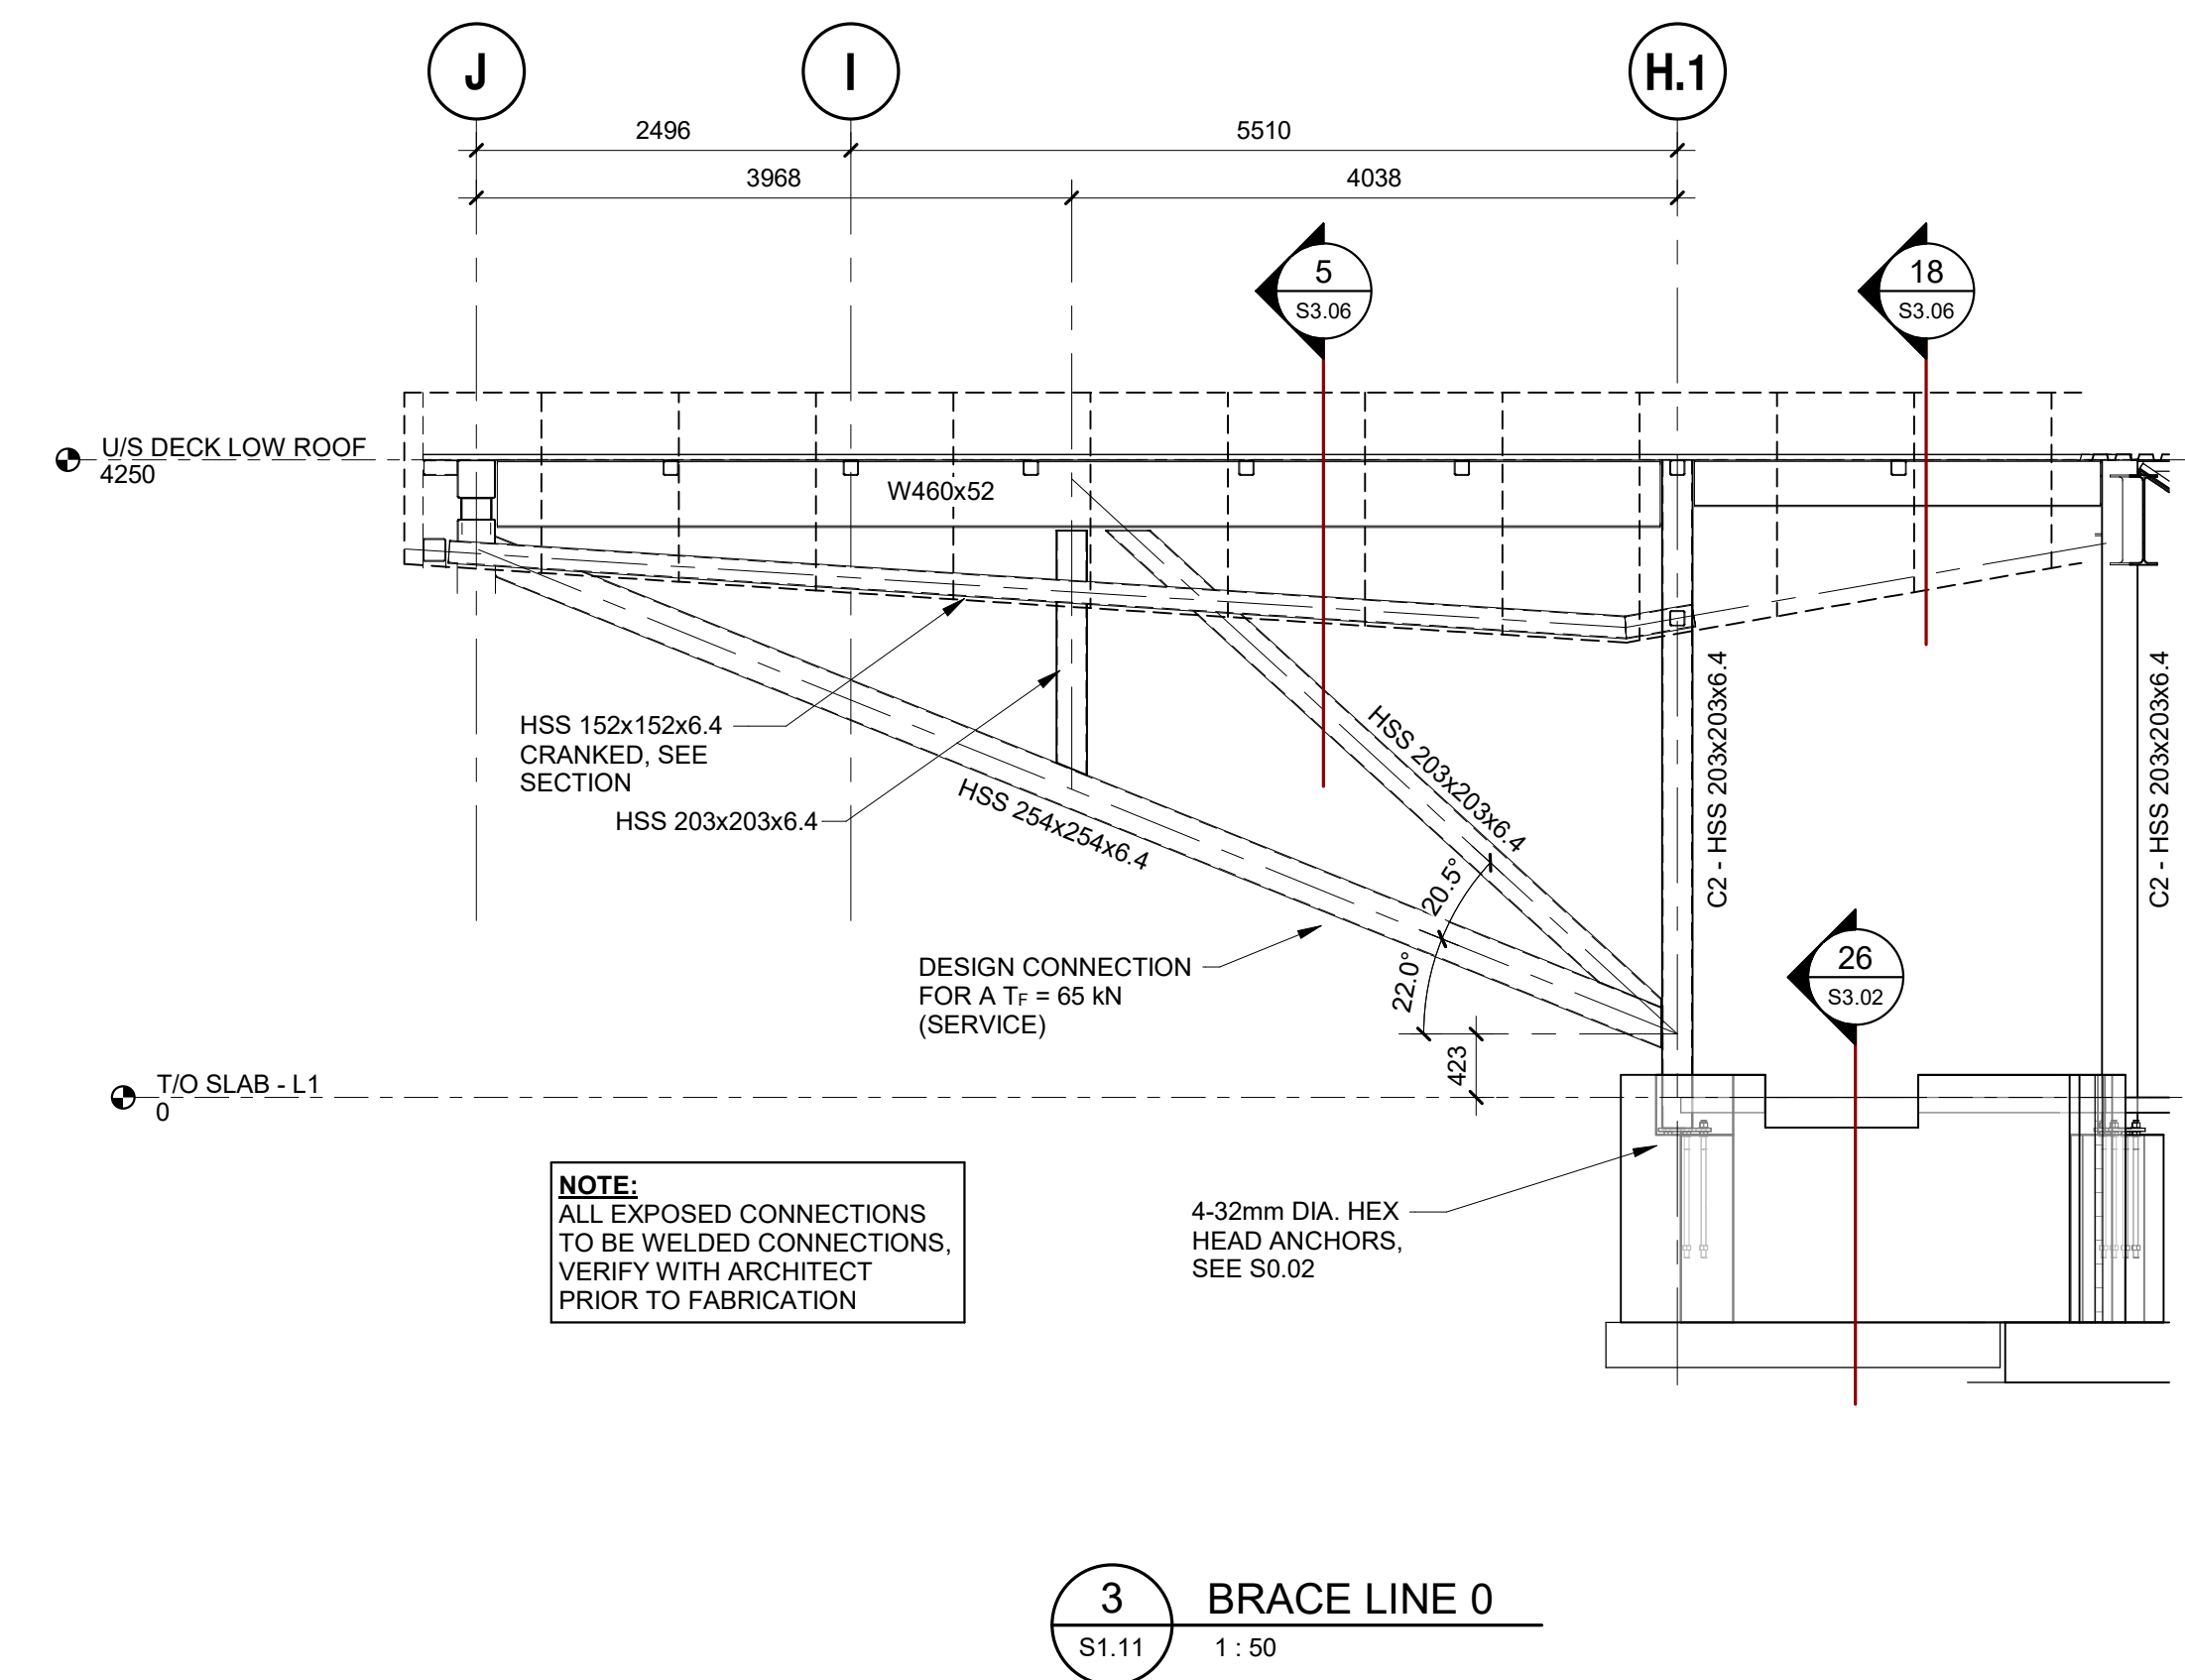 J
I
H.1
2496
5510
3968
4038
5
S3.06
18
S3.06
U/S DECK LOW ROOF
4250
W460x52
HSS 152x152x6.4
CRANKED, SEE
SECTION
HSS 203x203x6.4
HSS 254x254x6.4
HSS 203x203x6.4
C2 - HSS 203x203x6.4
C2 - HSS 203x203x6.4
20.5°
22.0°
423
DESIGN CONNECTION
FOR A TF = 65 kN
(SERVICE)
26
S3.02
T/O SLAB - L1
0
NOTE:
ALL EXPOSED CONNECTIONS
TO BE WELDED CONNECTIONS,
VERIFY WITH ARCHITECT
PRIOR TO FABRICATION
4-32mm DIA. HEX
HEAD ANCHORS,
SEE S0.02
3
S1.11
BRACE LINE 0
1 : 50